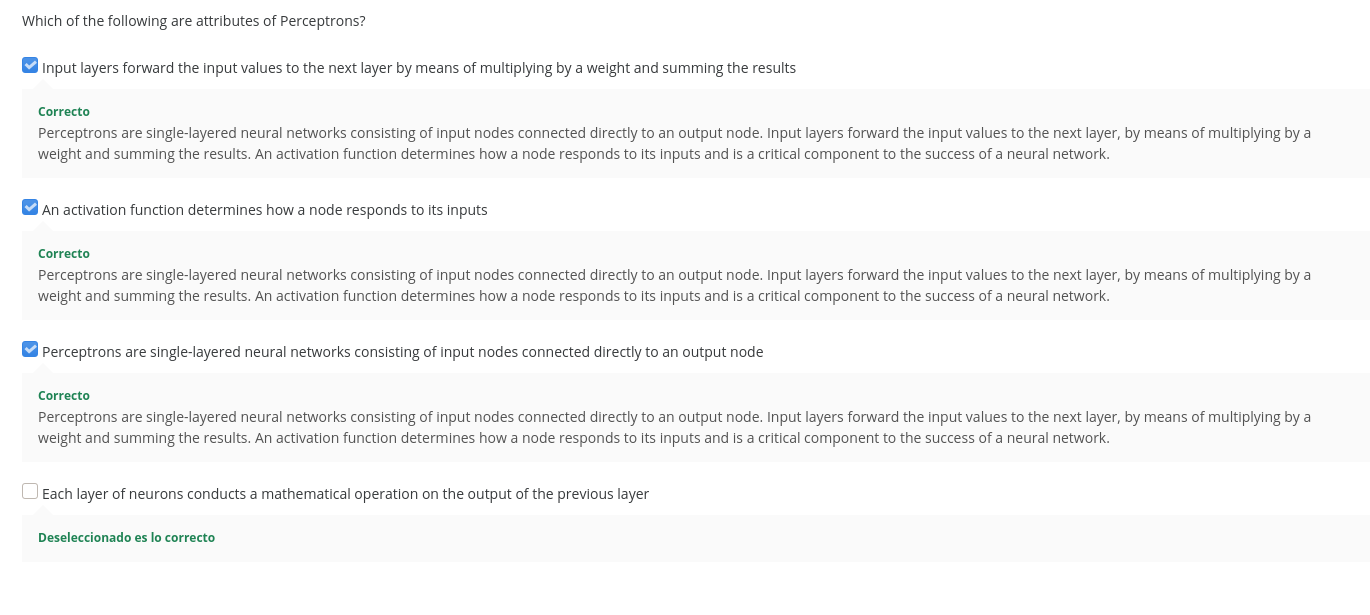 Which of the following are attributes of Perceptrons?
Input layers forward the input values to the next layer by means of multiplying by a weight and summing the results
Correcto
Perceptrons are single-layered neural networks consisting of input nodes connected directly to an output node. Input layers forward the input values to the next layer, by means of multiplying by a
weight and summing the results. An activation function determines how a node responds to its inputs and is a critical component to the success of a neural network.
An activation function determines how a node responds to its inputs
Correcto
Perceptrons are single-layered neural networks consisting of input nodes connected directly to an output node. Input layers forward the input values to the next layer, by means of multiplying by a
weight and summing the results. An activation function determines how a node responds to its inputs and is a critical component to the success of a neural network.
Perceptrons are single-layered neural networks consisting of input nodes connected directly to an output node
Correcto
Perceptrons are single-layered neural networks consisting of input nodes connected directly to an output node. Input layers forward the input values to the next layer, by means of multiplying by a
weight and summing the results. An activation function determines how a node responds to its inputs and is a critical component to the success of a neural network.
Each layer of neurons conducts a mathematical operation on the output of the previous layer
Deseleccionado es lo correcto